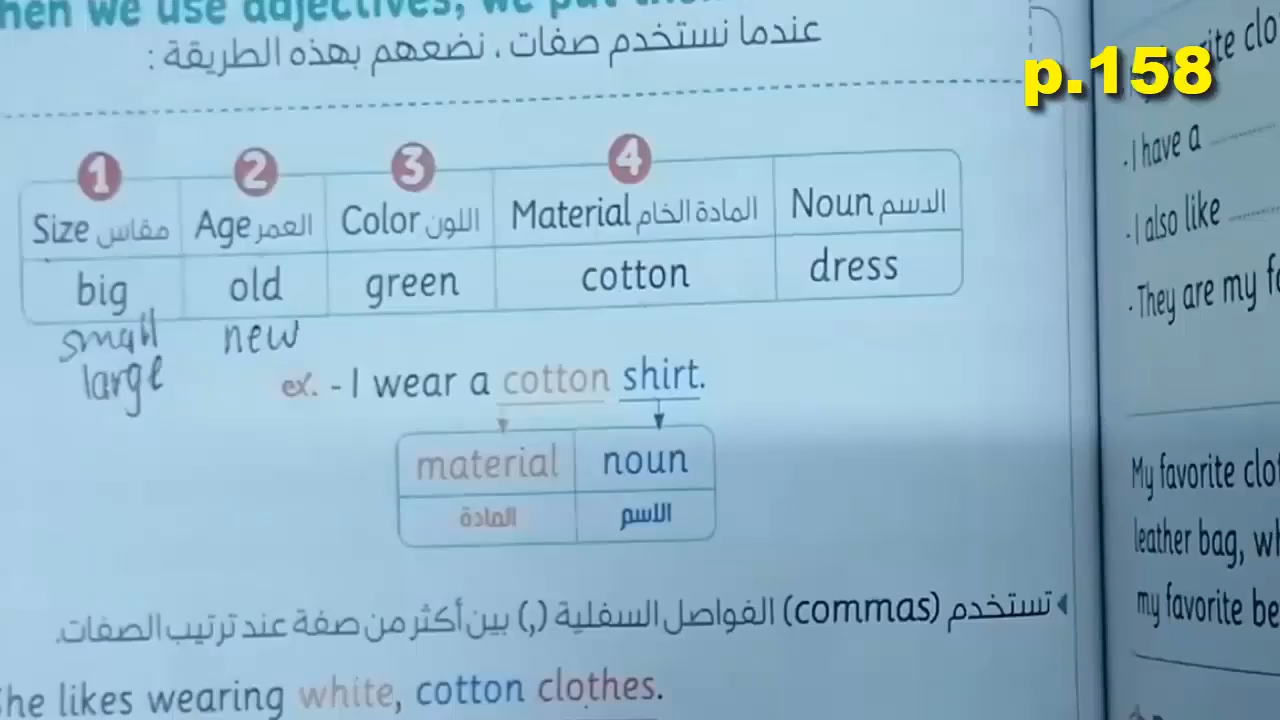 hen we use adjectives, we put
عندما نستخدم صفات، نضعهم بهذه الطريقة :
p.158
1 2 3 4
Size مقاس Age العمر Color اللون Material المادة الخام Noun الاسم
big old green cotton dress
small new
large
ex. - I wear a cotton shirt.
material noun
المادة الاسم
تستخدم (commas) الفواصل السفلية (,) بين أكثر من صفة عند ترتيب الصفات.
he likes wearing white, cotton clothes.
rite clo
- I have a
- I also like
- They are my f
My favorite clo
leather bag, wh
my favorite be